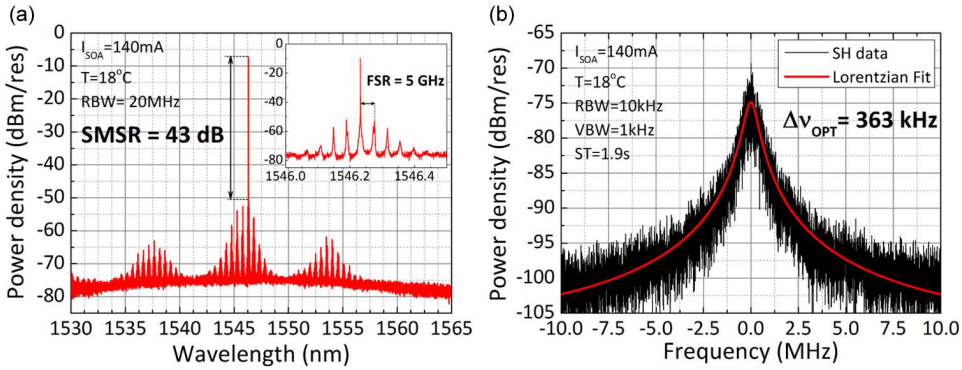 (a)
I_SOA=140mA
T=18°C
RBW= 20MHz
SMSR = 43 dB
FSR = 5 GHz
0
-20
-40
-60
-80
1546.0 1546.2 1546.4
0
-10
-20
-30
-40
-50
-60
-70
-80
Power density (dBm/res)
1530 1535 1540 1545 1550 1555 1560 1565
Wavelength (nm)
(b)
I_SOA=140mA
T=18°C
RBW=10kHz
VBW=1kHz
ST=1.9s
SH data
Lorentzian Fit
Δν_OPT= 363 kHz
-65
-70
-75
-80
-85
-90
-95
-100
-105
Power density (dBm/res)
-10.0 -7.5 -5.0 -2.5 0.0 2.5 5.0 7.5 10.0
Frequency (MHz)